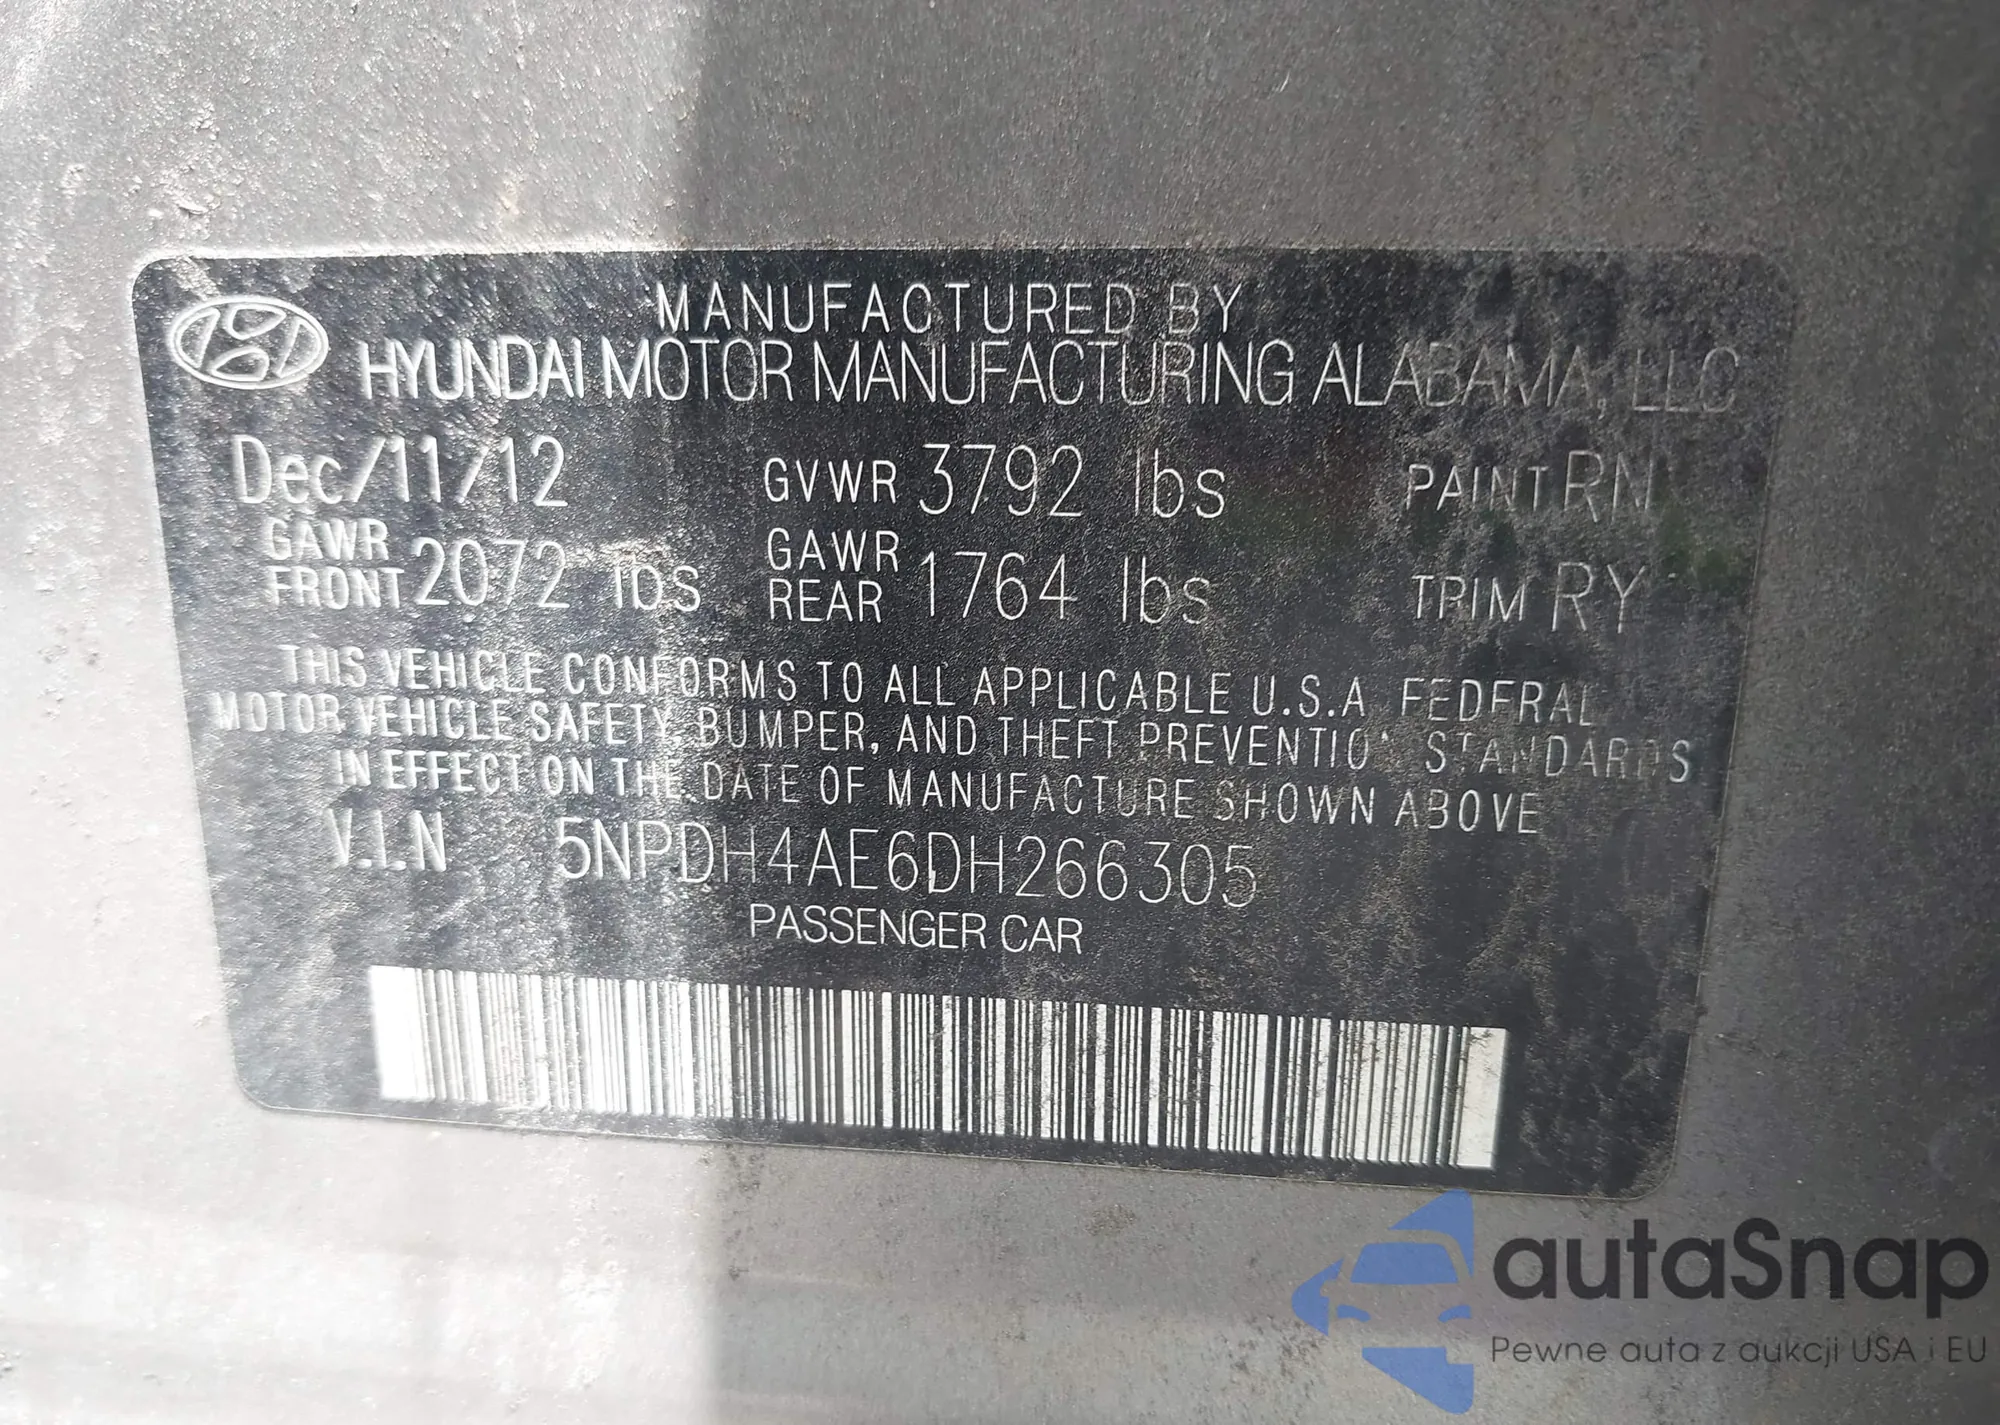 MANUFACTURED BY
HYUNDAI MOTOR MANUFACTURING ALABAMA, LLC
Dec/11/12 GVWR 3792 lbs PAINT RN
GAWR FRONT 2072 lbs GAWR REAR 1764 lbs TRIM RY
THIS VEHICLE CONFORMS TO ALL APPLICABLE U.S.A FEDERAL
MOTOR VEHICLE SAFETY, BUMPER, AND THEFT PREVENTION STANDARDS
IN EFFECT ON THE DATE OF MANUFACTURE SHOWN ABOVE
V.I.N 5NPDH4AE6DH266305
PASSENGER CAR
autaSnap
Pewne auta z aukcji USA i EU